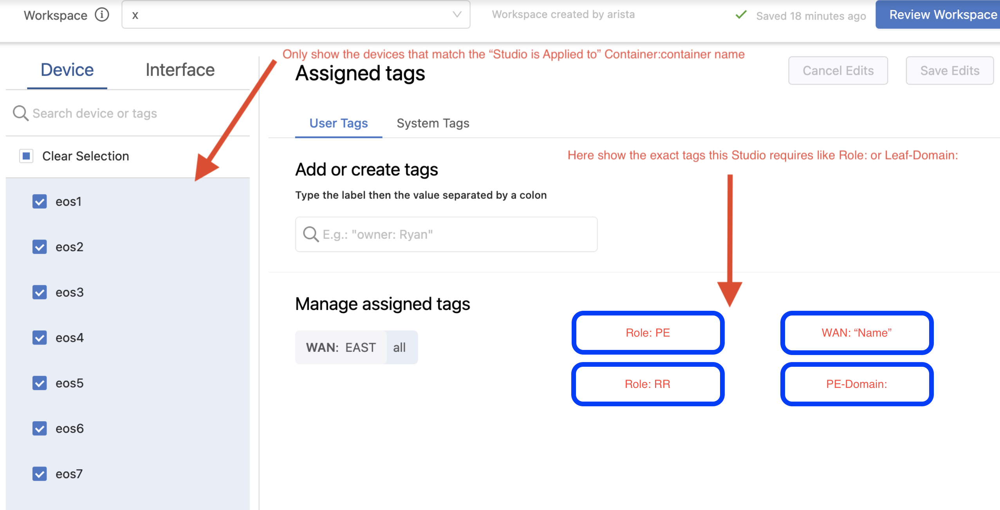 Workspace
x
Workspace created by arista
Saved 18 minutes ago
Review Workspace
Only show the devices that match the “Studio is Applied to” Container:container name
Device
Interface
Assigned tags
Cancel Edits
Save Edits
Search device or tags
User Tags
System Tags
Clear Selection
Here show the exact tags this Studio requires like Role: or Leaf-Domain:
Add or create tags
Type the label then the value separated by a colon
E.g.: "owner: Ryan"
eos1
eos2
eos3
eos4
eos5
eos6
eos7
Manage assigned tags
WAN: EAST all
Role: PE
WAN: “Name”
Role: RR
PE-Domain: